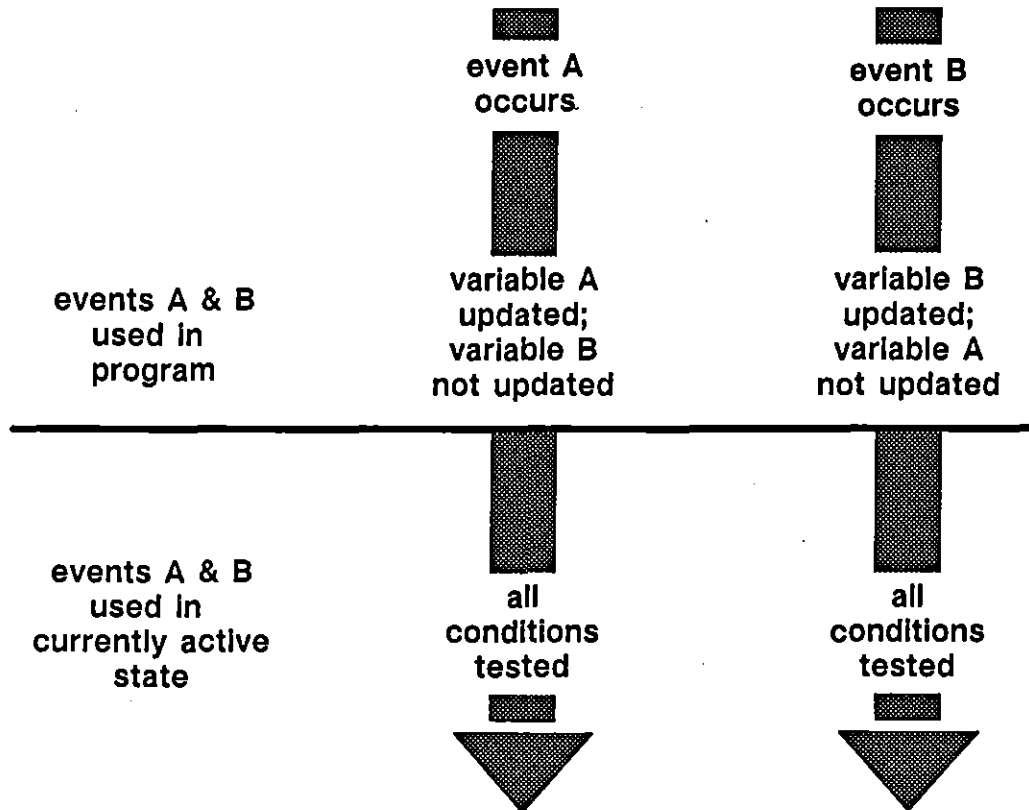 event A
occurs
event B
occurs
events A & B
used in
program
variable A
updated;
variable B
not updated
variable B
updated;
variable A
not updated
events A & B
used in
currently active
state
all
conditions
tested
all
conditions
tested